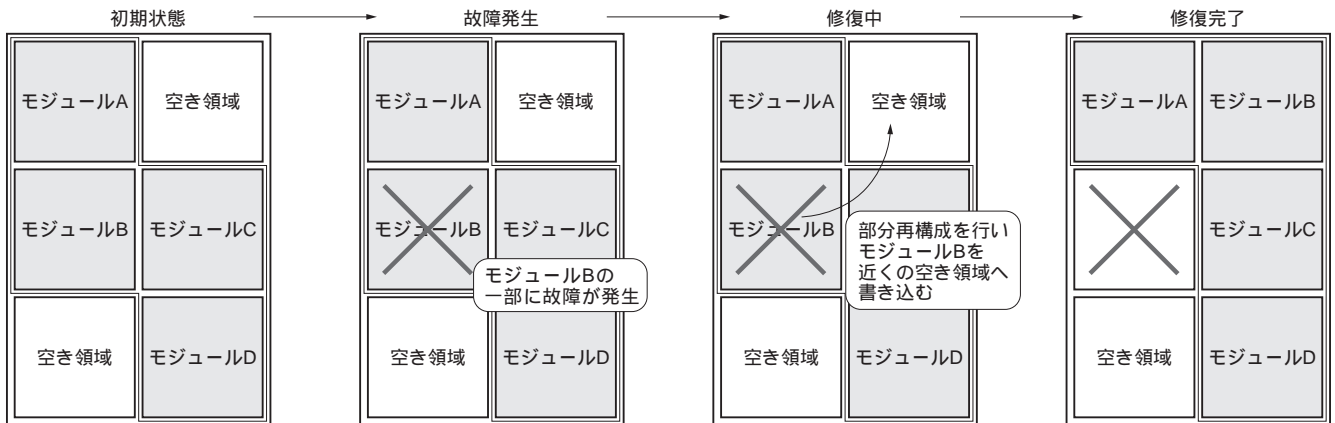 初期状態
故障発生
修復中
修復完了
モジュールA
空き領域
モジュールB
モジュールC
空き領域
モジュールD
モジュールA
空き領域
モジュールB
モジュールC
モジュールBの
一部に故障が発生
空き領域
モジュールD
モジュールA
空き領域
モジュールB
部分再構成を行い
モジュールBを
近くの空き領域へ
書き込む
空き領域
モジュールD
モジュールA
モジュールB
モジュールC
空き領域
モジュールD